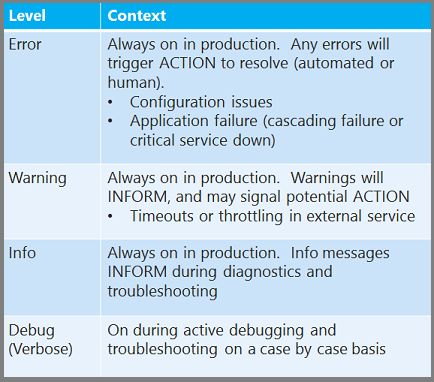 Level Context
Error Always on in production. Any errors will
trigger ACTION to resolve (automated or
human).
• Configuration issues
• Application failure (cascading failure or
critical service down)
Warning Always on in production. Warnings will
INFORM, and may signal potential ACTION
• Timeouts or throttling in external service
Info Always on in production. Info messages
INFORM during diagnostics and
troubleshooting
Debug On during active debugging and
(Verbose) troubleshooting on a case by case basis